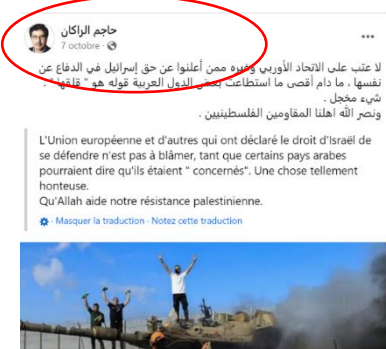 حاجم الراكان
7 octobre ·
لا عتب على الاتحاد الأوربي وغيره ممن أعلنوا عن حق إسرائيل في الدفاع عن
نفسها ، ما دام أقصى ما استطاعت بعض الدول العربية قوله هو " قلقها " .
شيء مخجل .
ونصر الله اهلنا المقاومين الفلسطينيين .
L'Union européenne et d'autres qui ont déclaré le droit d'Israël de
se défendre n'est pas à blâmer, tant que certains pays arabes
pourraient dire qu'ils étaient " concernés". Une chose tellement
honteuse.
Qu'Allah aide notre résistance palestinienne.
· Masquer la traduction · Notez cette traduction